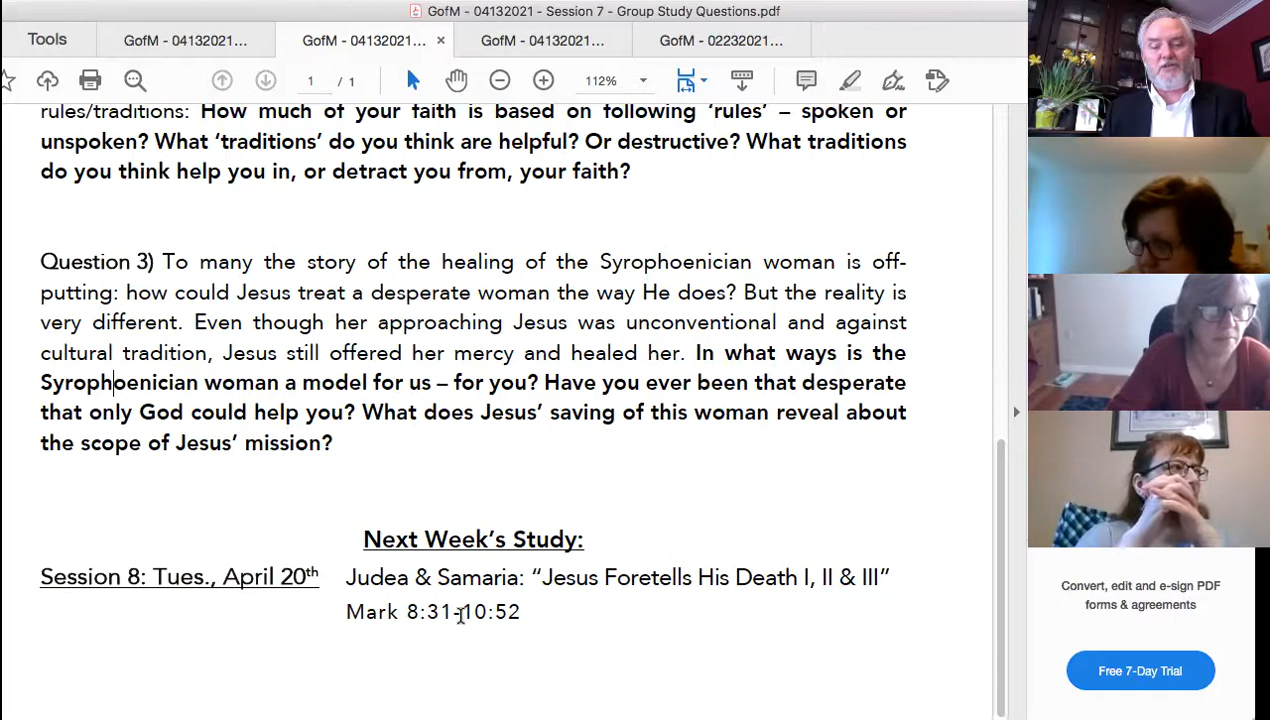 GofM - 04132021 - Session 7 - Group Study Questions.pdf
Tools GofM - 04132021... GofM - 04132021... × GofM - 04132021... GofM - 02232021...
1 / 1 112%
rules/traditions: How much of your faith is based on following ‘rules’ – spoken or
unspoken? What ‘traditions’ do you think are helpful? Or destructive? What traditions
do you think help you in, or detract you from, your faith?
Question 3) To many the story of the healing of the Syrophoenician woman is off-
putting: how could Jesus treat a desperate woman the way He does? But the reality is
very different. Even though her approaching Jesus was unconventional and against
cultural tradition, Jesus still offered her mercy and healed her. In what ways is the
Syrophoenician woman a model for us – for you? Have you ever been that desperate
that only God could help you? What does Jesus’ saving of this woman reveal about
the scope of Jesus’ mission?
Next Week’s Study:
Session 8: Tues., April 20th Judea & Samaria: “Jesus Foretells His Death I, II & III”
Mark 8:31-10:52
Convert, edit and e-sign PDF
forms & agreements
Free 7-Day Trial